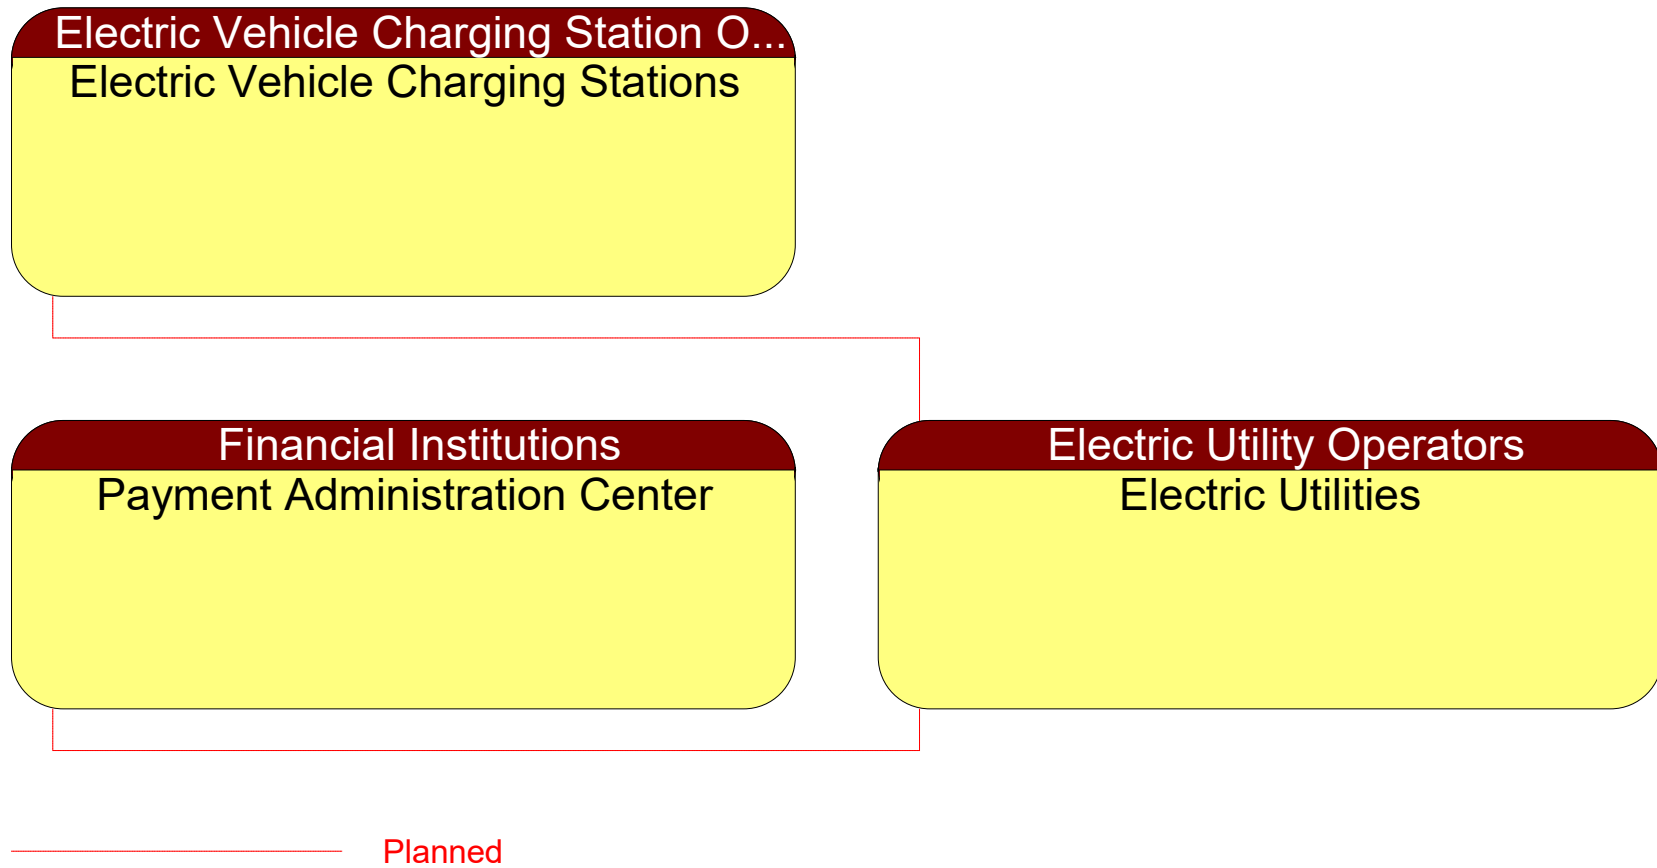 Electric Vehicle Charging Station O...
Electric Vehicle Charging Stations
Financial Institutions
Payment Administration Center
Electric Utility Operators
Electric Utilities
Planned